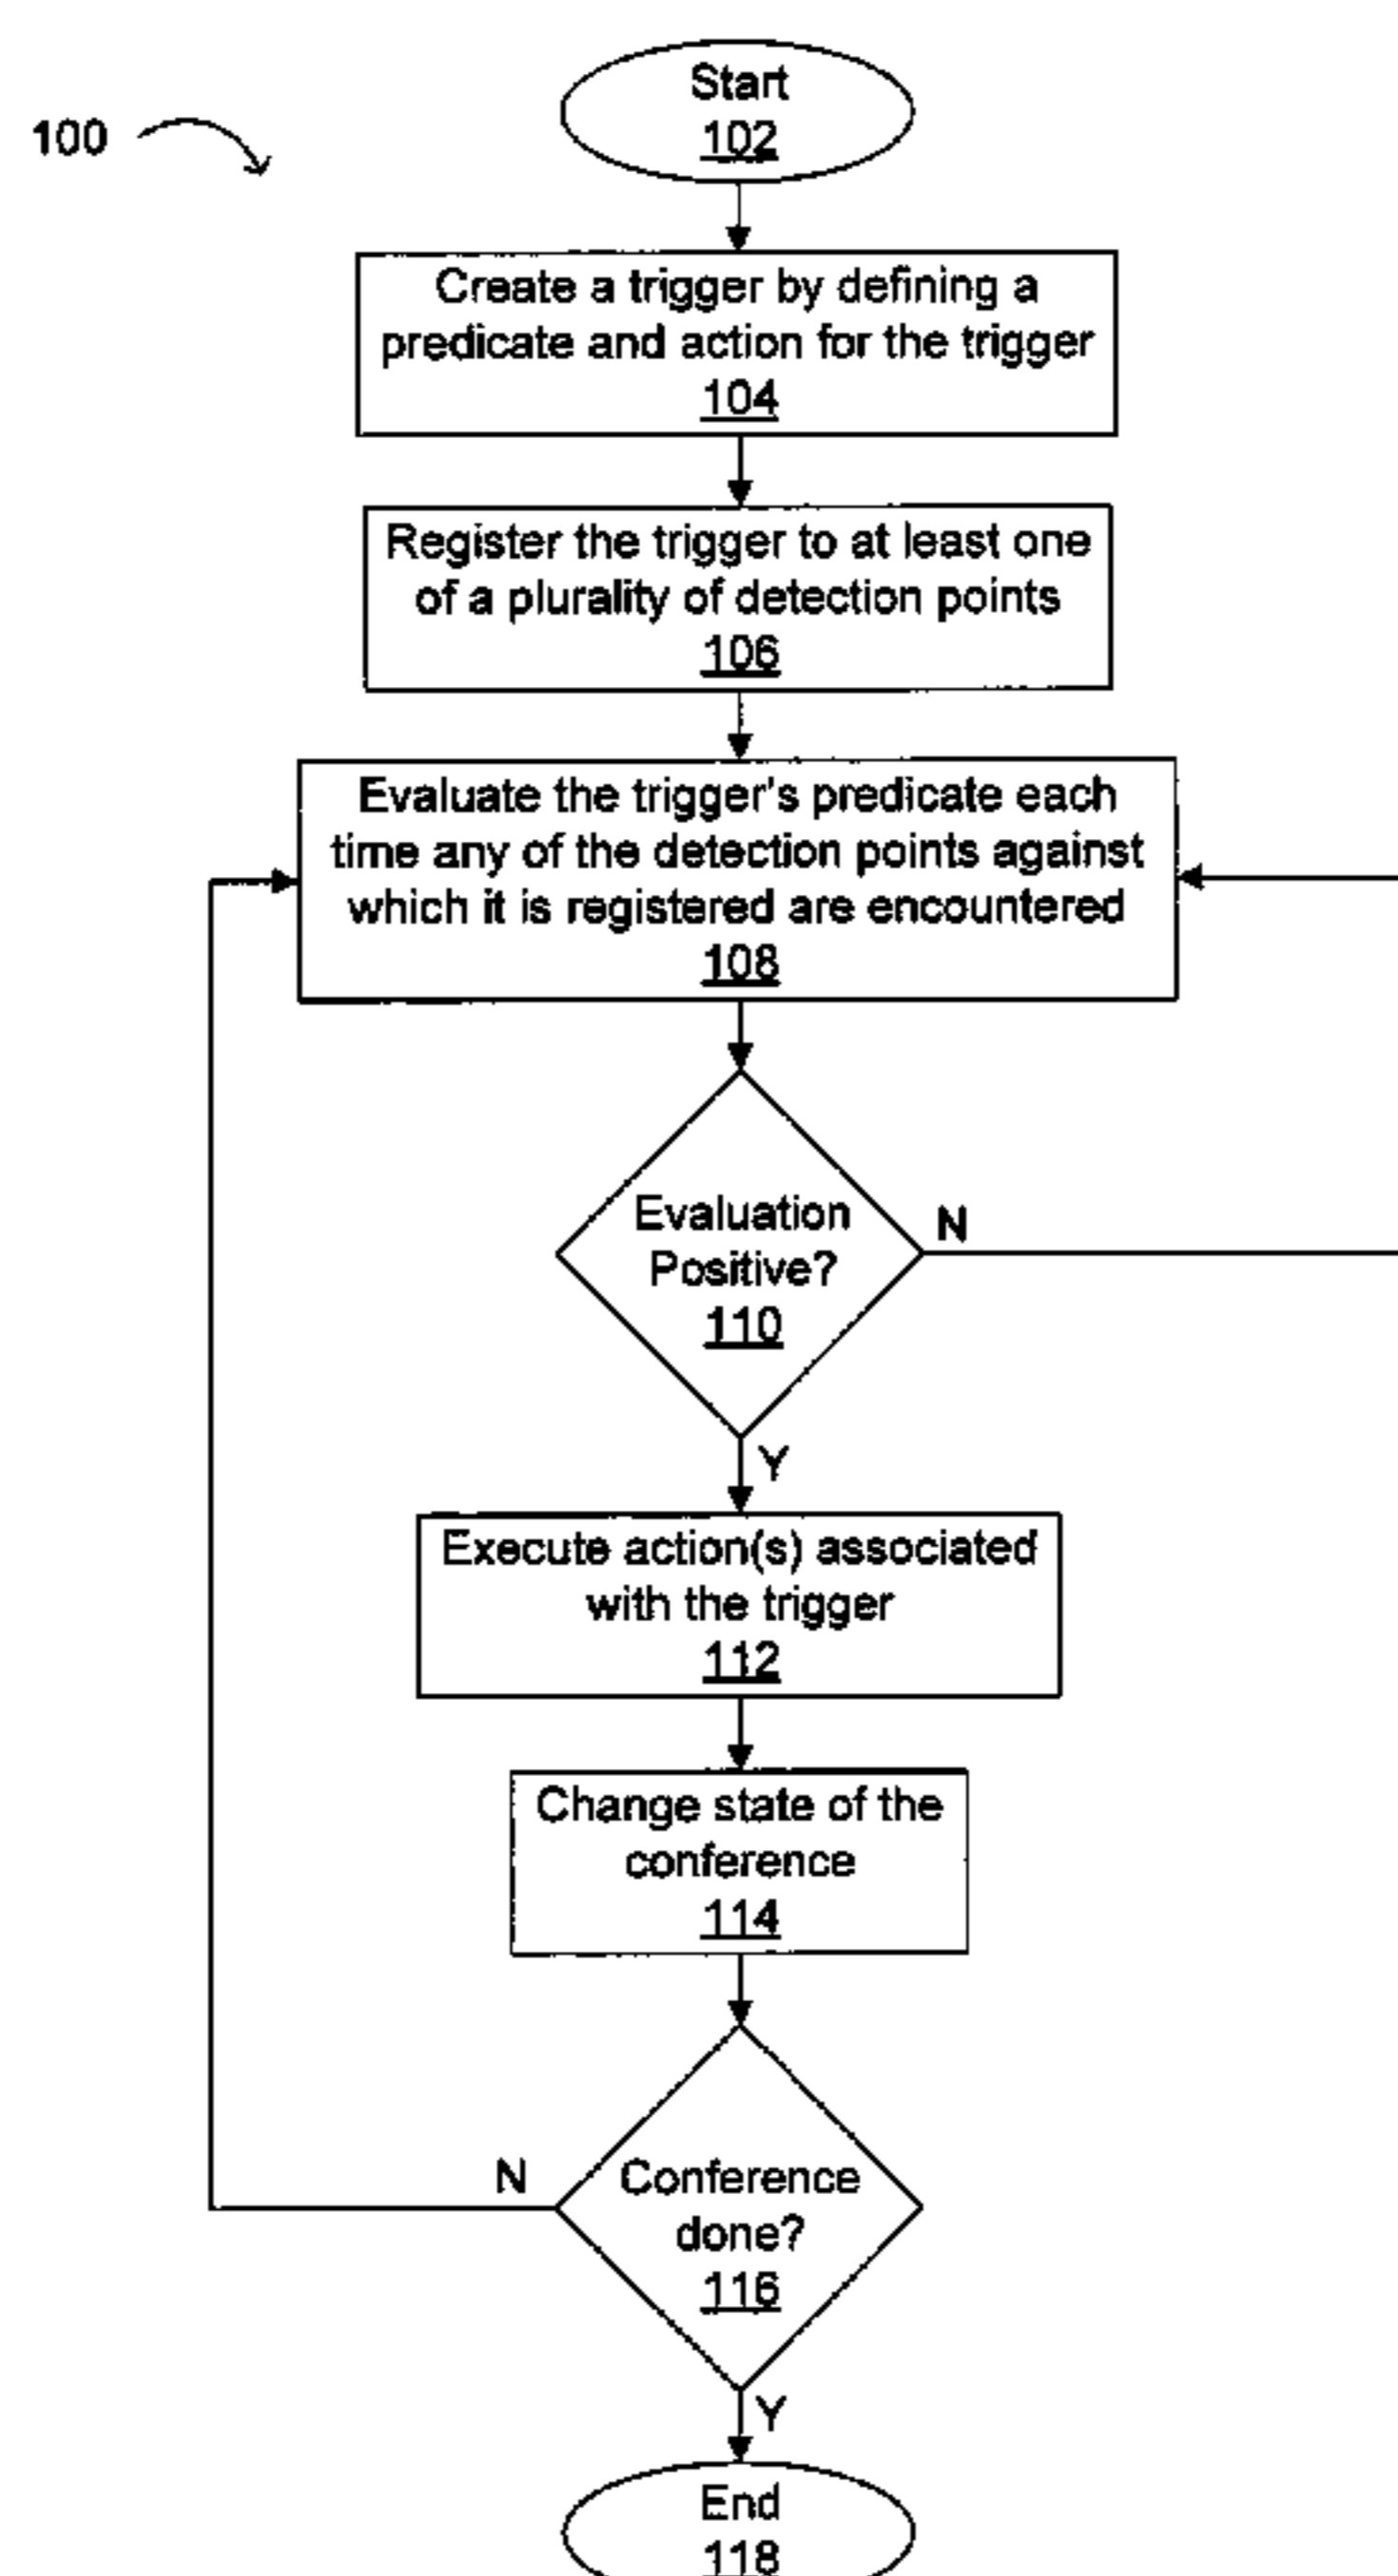 Start
102
100
Create a trigger by defining a
predicate and action for the trigger
104
Register the trigger to at least one
of a plurality of detection points
106
Evaluate the trigger's predicate each
time any of the detection points against
which it is registered are encountered
108
Evaluation
Positive?
110
N
Y
Execute action(s) associated
with the trigger
112
Change state of the
conference
114
N
Conference
done?
116
Y
End
118